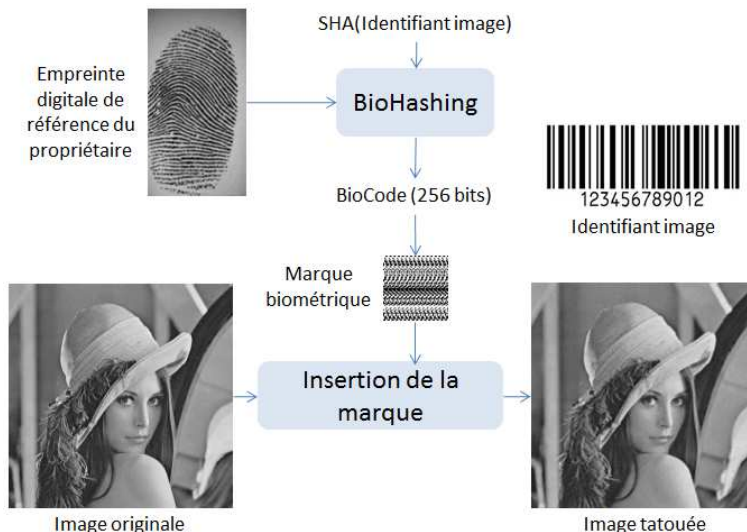 SHA(Identifiant image)
Empreinte
digitale de
référence du
propriétaire
BioHashing
BioCode (256 bits)
123456789012
Identifiant image
Marque
biométrique
Insertion de la
marque
Image originale
Image tatouée